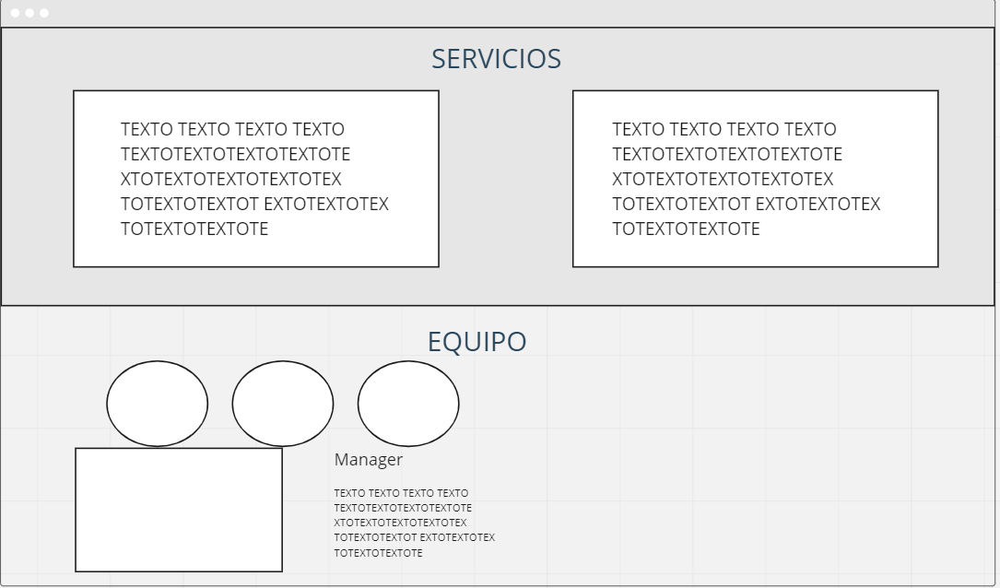 SERVICIOS
TEXTO TEXTO TEXTO TEXTO
TEXTOTEXTOTEXTOTEXTOTE
XTOTEXTOTEXTOTEXTOTEX
TOTEXTOTEXTOT EXTOTEXTOTEX
TOTEXTOTEXTOTE
TEXTO TEXTO TEXTO TEXTO
TEXTOTEXTOTEXTOTEXTOTE
XTOTEXTOTEXTOTEXTOTEX
TOTEXTOTEXTOT EXTOTEXTOTEX
TOTEXTOTEXTOTE
EQUIPO
Manager
TEXTO TEXTO TEXTO TEXTO
TEXTOTEXTOTEXTOTEXTOTE
XTOTEXTOTEXTOTEXTOTEX
TOTEXTOTEXTOT EXTOTEXTOTEX
TOTEXTOTEXTOTE